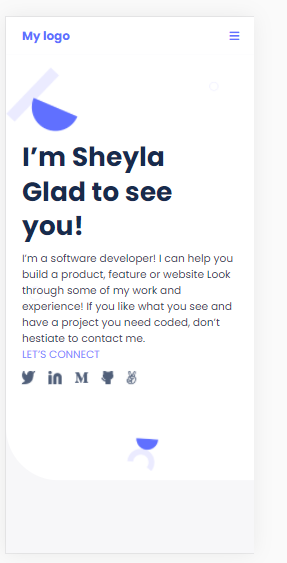 My logo
I’m Sheyla
Glad to see
you!
I’m a software developer! I can help you
build a product, feature or website Look
through some of my work and
experience! If you like what you see and
have a project you need coded, don’t
hestiate to contact me.
LET’S CONNECT